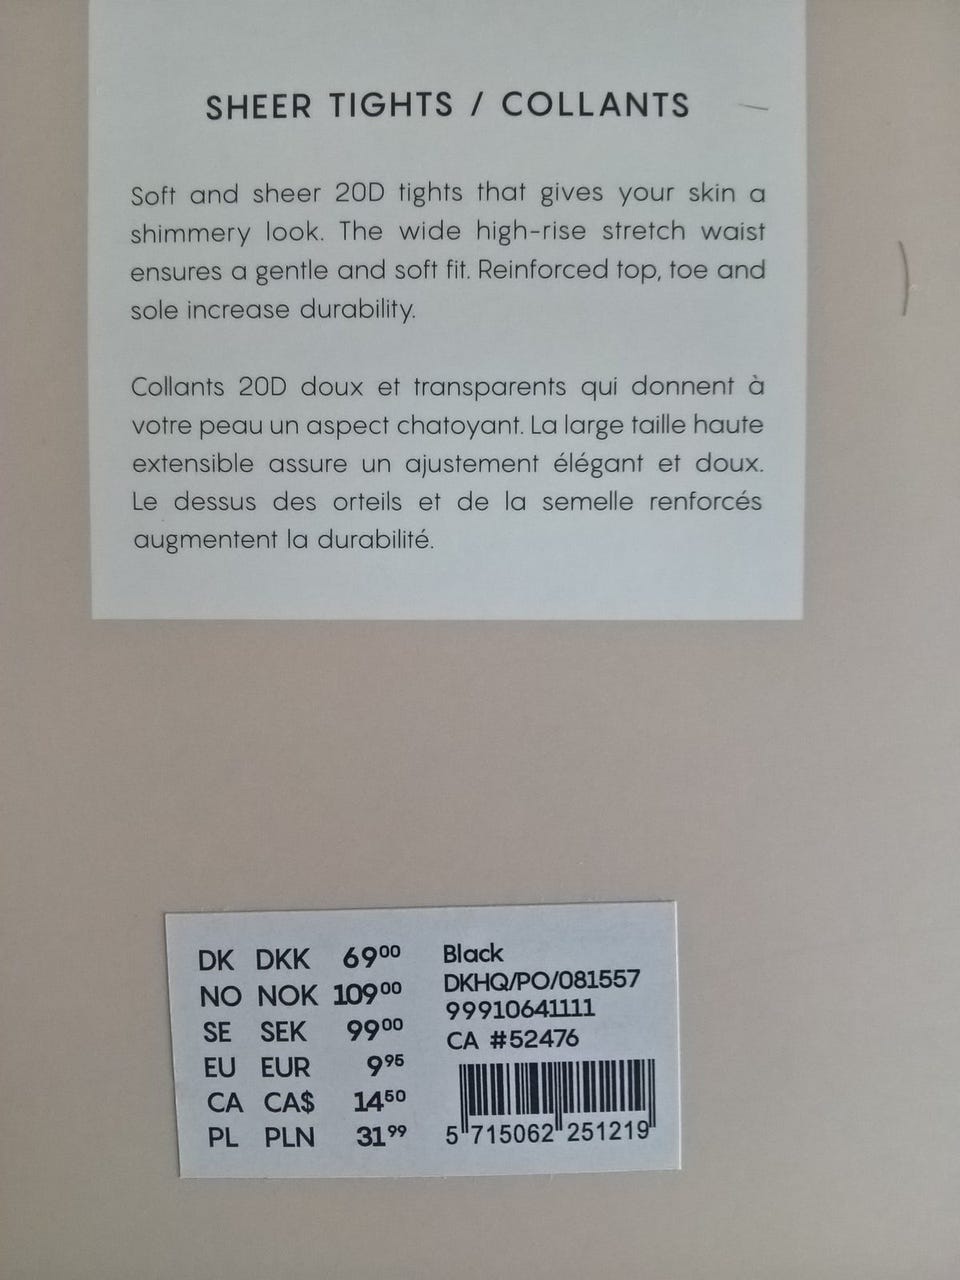 SHEER TIGHTS / COLLANTS
Soft and sheer 20D tights that gives your skin a
shimmery look. The wide high-rise stretch waist
ensures a gentle and soft fit. Reinforced top, toe and
sole increase durability.
Collants 20D doux et transparents qui donnent à
votre peau un aspect chatoyant. La large taille haute
extensible assure un ajustement élégant et doux.
Le dessus des orteils et de la semelle renforcés
augmentent la durabilité.
DK DKK 69⁰⁰
NO NOK 109⁰⁰
SE SEK 99⁰⁰
EU EUR 9⁹⁵
CA CA$ 14⁵⁰
PL PLN 31⁹⁹
Black
DKHQ/PO/081557
99910641111
CA #52476
5 715062 251219